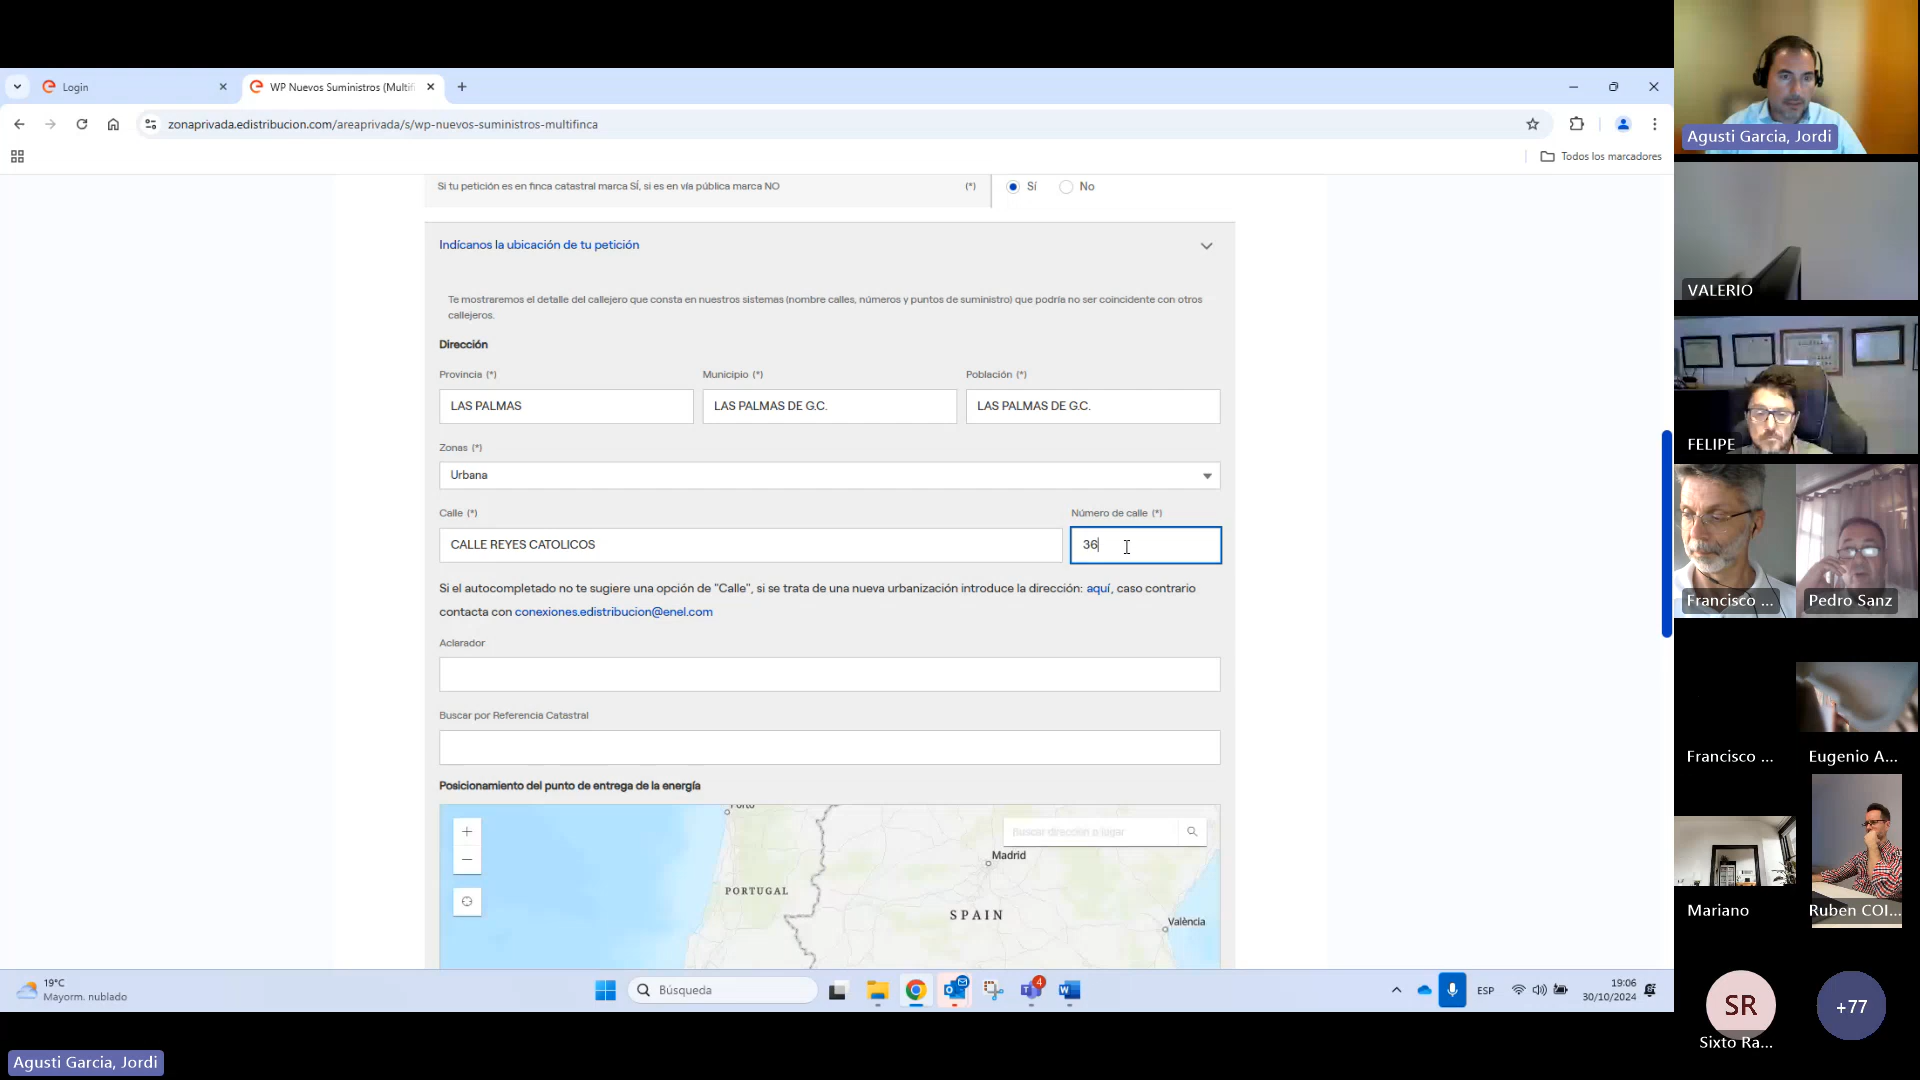 Login
WP Nuevos Suministros (Multifi
zonaprivada.edistribucion.com/areaprivada/s/wp-nuevos-suministros-multifinca
Todos los marcadores
Si tu petición es en finca catastral marca SÍ, si es en vía pública marca NO (*) Sí No
Indícanos la ubicación de tu petición
Te mostraremos el detalle del callejero que consta en nuestros sistemas (nombre calles, números y puntos de suministro) que podría no ser coincidente con otros
callejeros.
Dirección
Provincia (*) Municipio (*) Población (*)
LAS PALMAS LAS PALMAS DE G.C. LAS PALMAS DE G.C.
Zonas (*)
Urbana
Calle (*) Número de calle (*)
CALLE REYES CATOLICOS 36
Si el autocompletado no te sugiere una opción de "Calle", si se trata de una nueva urbanización introduce la dirección: aquí, caso contrario
contacta con conexiones.edistribucion@enel.com
Aclarador
Buscar por Referencia Catastral
Posicionamiento del punto de entrega de la energía
Porto
Buscar dirección o lugar
Madrid
PORTUGAL
SPAIN
València
19°C
Mayorm. nublado
Búsqueda
4
ESP
19:06
30/10/2024
Agusti Garcia, Jordi
VALERIO
FELIPE
Francisco ...
Pedro Sanz
Francisco ...
Eugenio A...
Mariano
Ruben COI...
SR
Sixto Ra...
+77
Agusti Garcia, Jordi